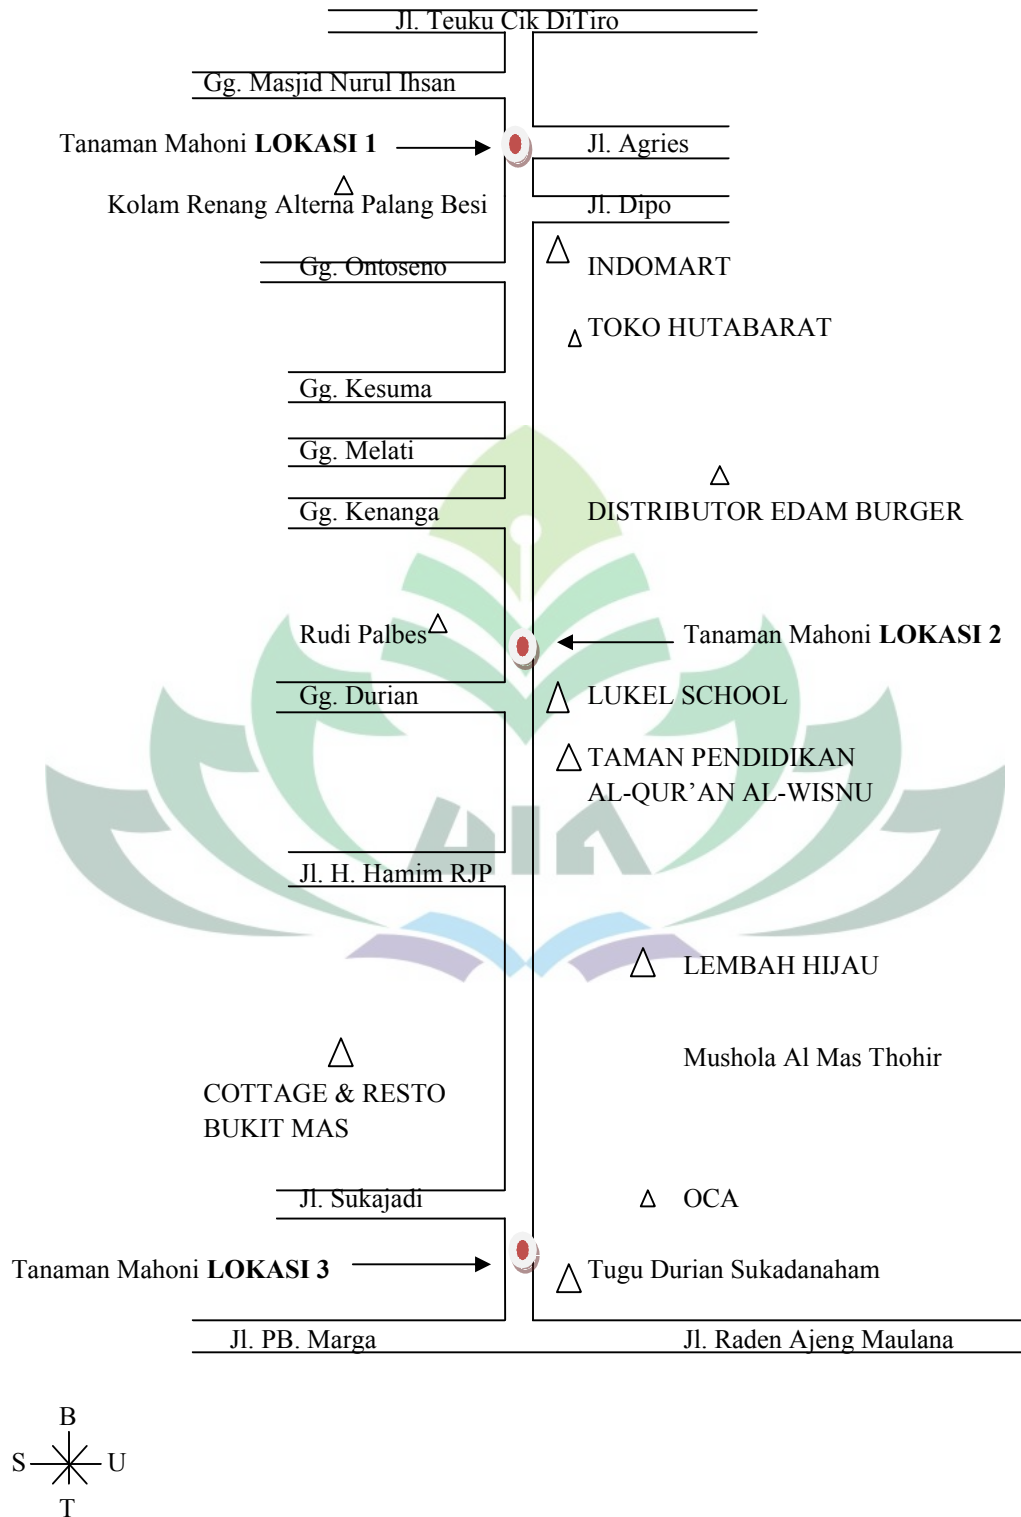 Jl. Teuku Cik DiTiro
Gg. Masjid Nurul Ihsan
Tanaman Mahoni LOKASI 1
Jl. Agries
Kolam Renang Alterna Palang Besi
Jl. Dipo
Gg. Ontoseno
INDOMART
TOKO HUTABARAT
Gg. Kesuma
Gg. Melati
Gg. Kenanga
DISTRIBUTOR EDAM BURGER
Rudi Palbes
Tanaman Mahoni LOKASI 2
Gg. Durian
LUKEL SCHOOL
TAMAN PENDIDIKAN
AL-QUR’AN AL-WISNU
Jl. H. Hamim RJP
LEMBAH HIJAU
Mushola Al Mas Thohir
COTTAGE & RESTO
BUKIT MAS
Jl. Sukajadi
OCA
Tanaman Mahoni LOKASI 3
Tugu Durian Sukadanaham
Jl. PB. Marga
Jl. Raden Ajeng Maulana
B
S U
T